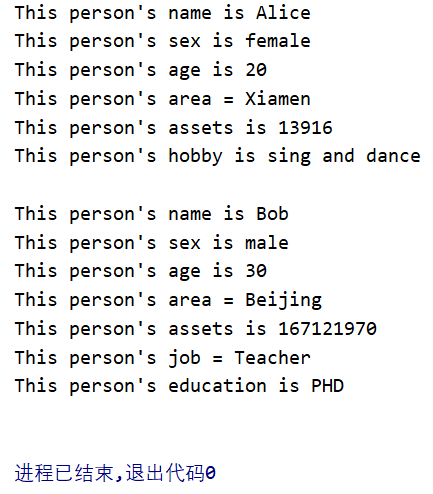 This person's name is Alice
This person's sex is female
This person's age is 20
This person's area = Xiamen
This person's assets is 13916
This person's hobby is sing and dance
This person's name is Bob
This person's sex is male
This person's age is 30
This person's area = Beijing
This person's assets is 167121970
This person's job = Teacher
This person's education is PHD
进程已结束,退出代码0